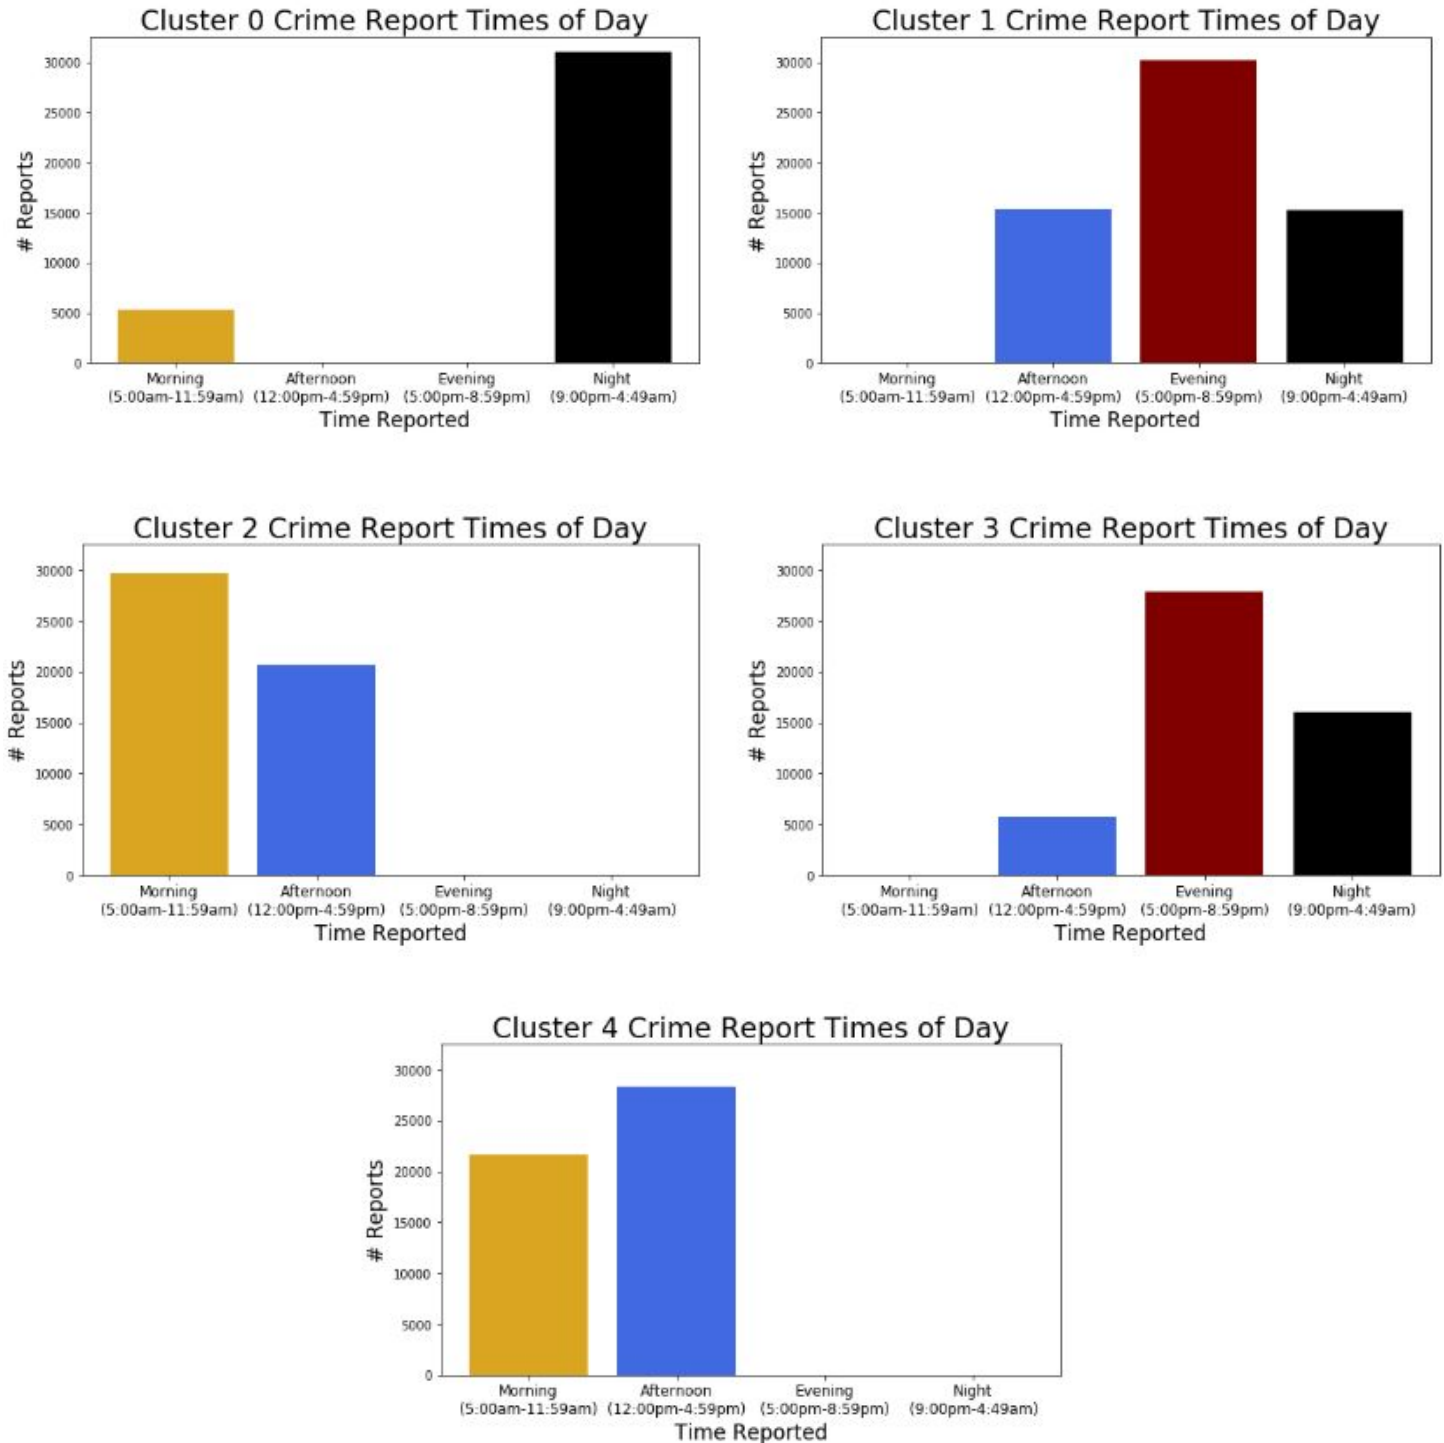 Cluster 0 Crime Report Times of Day
# Reports
30000
25000
20000
15000
10000
5000
0
Morning Afternoon Evening Night
(5:00am-11:59am) (12:00pm-4:59pm) (5:00pm-8:59pm) (9:00pm-4:49am)
Time Reported
Cluster 1 Crime Report Times of Day
# Reports
30000
25000
20000
15000
10000
5000
0
Morning Afternoon Evening Night
(5:00am-11:59am) (12:00pm-4:59pm) (5:00pm-8:59pm) (9:00pm-4:49am)
Time Reported
Cluster 2 Crime Report Times of Day
# Reports
30000
25000
20000
15000
10000
5000
0
Morning Afternoon Evening Night
(5:00am-11:59am) (12:00pm-4:59pm) (5:00pm-8:59pm) (9:00pm-4:49am)
Time Reported
Cluster 3 Crime Report Times of Day
# Reports
30000
25000
20000
15000
10000
5000
0
Morning Afternoon Evening Night
(5:00am-11:59am) (12:00pm-4:59pm) (5:00pm-8:59pm) (9:00pm-4:49am)
Time Reported
Cluster 4 Crime Report Times of Day
# Reports
30000
25000
20000
15000
10000
5000
0
Morning Afternoon Evening Night
(5:00am-11:59am) (12:00pm-4:59pm) (5:00pm-8:59pm) (9:00pm-4:49am)
Time Reported